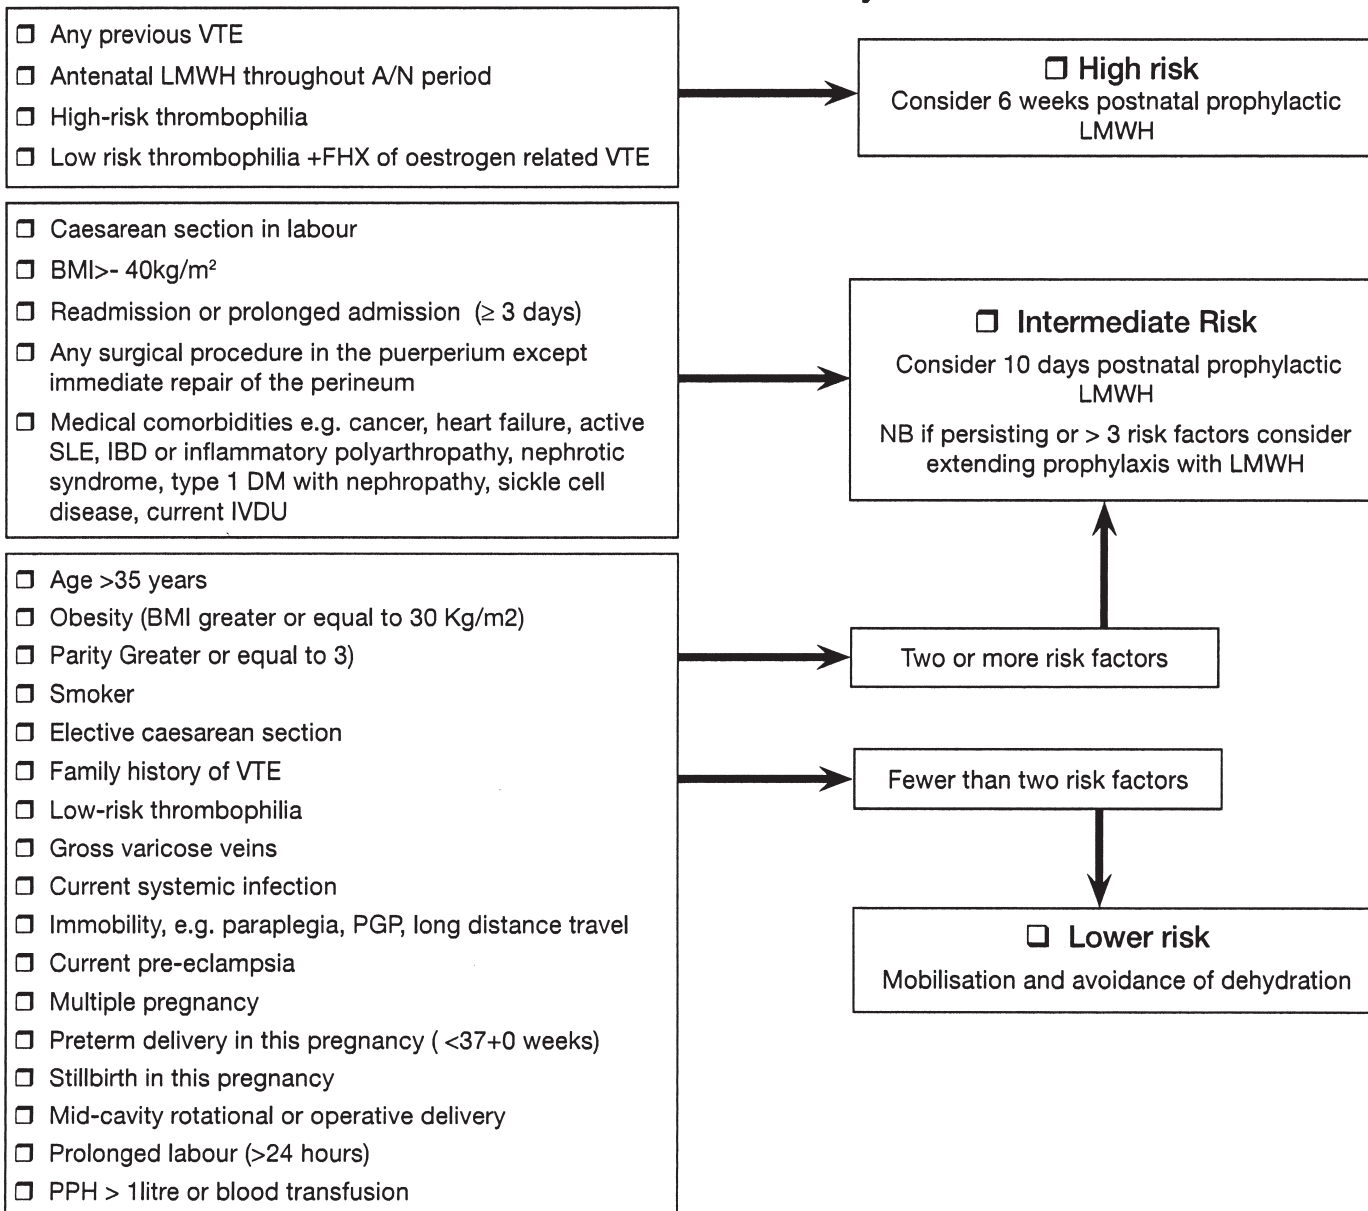 Any previous VTE
Antenatal LMWH throughout A/N period
High-risk thrombophilia
Low risk thrombophilia +FHX of oestrogen related VTE
High risk
Consider 6 weeks postnatal prophylactic
LMWH
Caesarean section in labour
BMI>- 40kg/m²
Readmission or prolonged admission (≥ 3 days)
Any surgical procedure in the puerperium except
immediate repair of the perineum
Medical comorbidities e.g. cancer, heart failure, active
SLE, IBD or inflammatory polyarthropathy, nephrotic
syndrome, type 1 DM with nephropathy, sickle cell
disease, current IVDU
Intermediate Risk
Consider 10 days postnatal prophylactic
LMWH
NB if persisting or > 3 risk factors consider
extending prophylaxis with LMWH
Age >35 years
Obesity (BMI greater or equal to 30 Kg/m2)
Parity Greater or equal to 3)
Smoker
Elective caesarean section
Family history of VTE
Low-risk thrombophilia
Gross varicose veins
Current systemic infection
Immobility, e.g. paraplegia, PGP, long distance travel
Current pre-eclampsia
Multiple pregnancy
Preterm delivery in this pregnancy ( <37+0 weeks)
Stillbirth in this pregnancy
Mid-cavity rotational or operative delivery
Prolonged labour (>24 hours)
PPH > 1litre or blood transfusion
Two or more risk factors
Fewer than two risk factors
Lower risk
Mobilisation and avoidance of dehydration